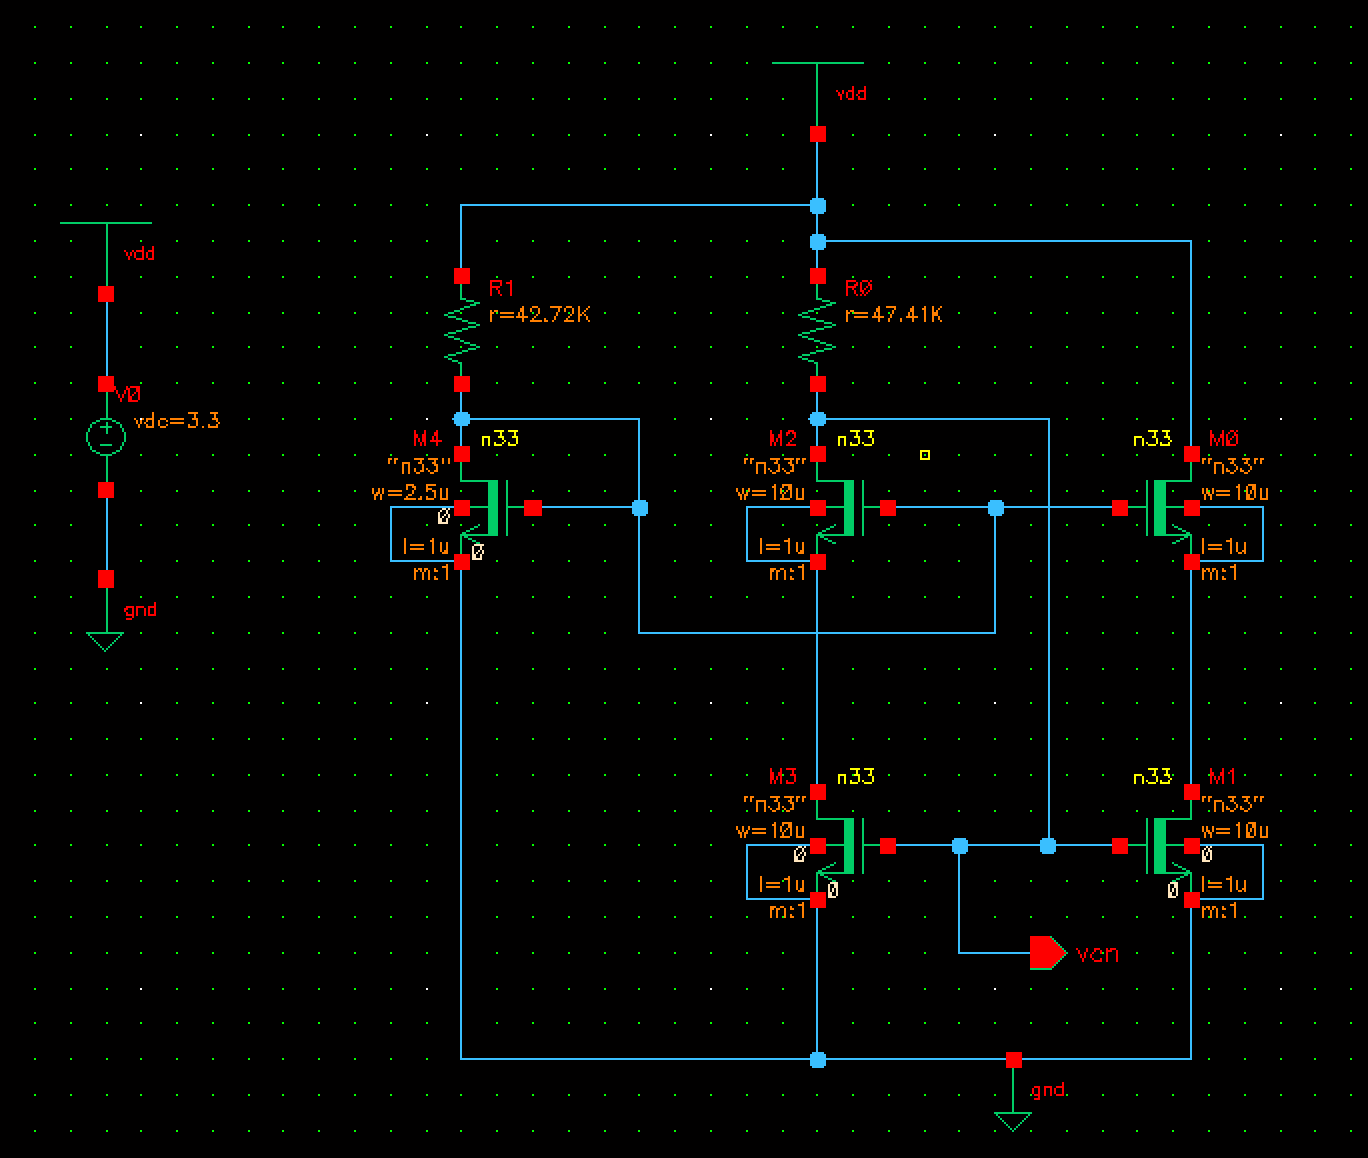 vdd
vdd
R1
r=42.72K
R0
r=47.41K
V0
vdc=3.3
+
−
gnd
M4
n33
"n33"
w=2.5u
0
l=1u
0
m:1
M2
n33
"n33"
w=10u
l=1u
m:1
n33
M0
"n33"
w=10u
l=1u
m:1
M3
n33
"n33"
w=10u
0
l=1u
0
m:1
n33
M1
"n33"
w=10u
0
l=1u
0
m:1
vcn
gnd